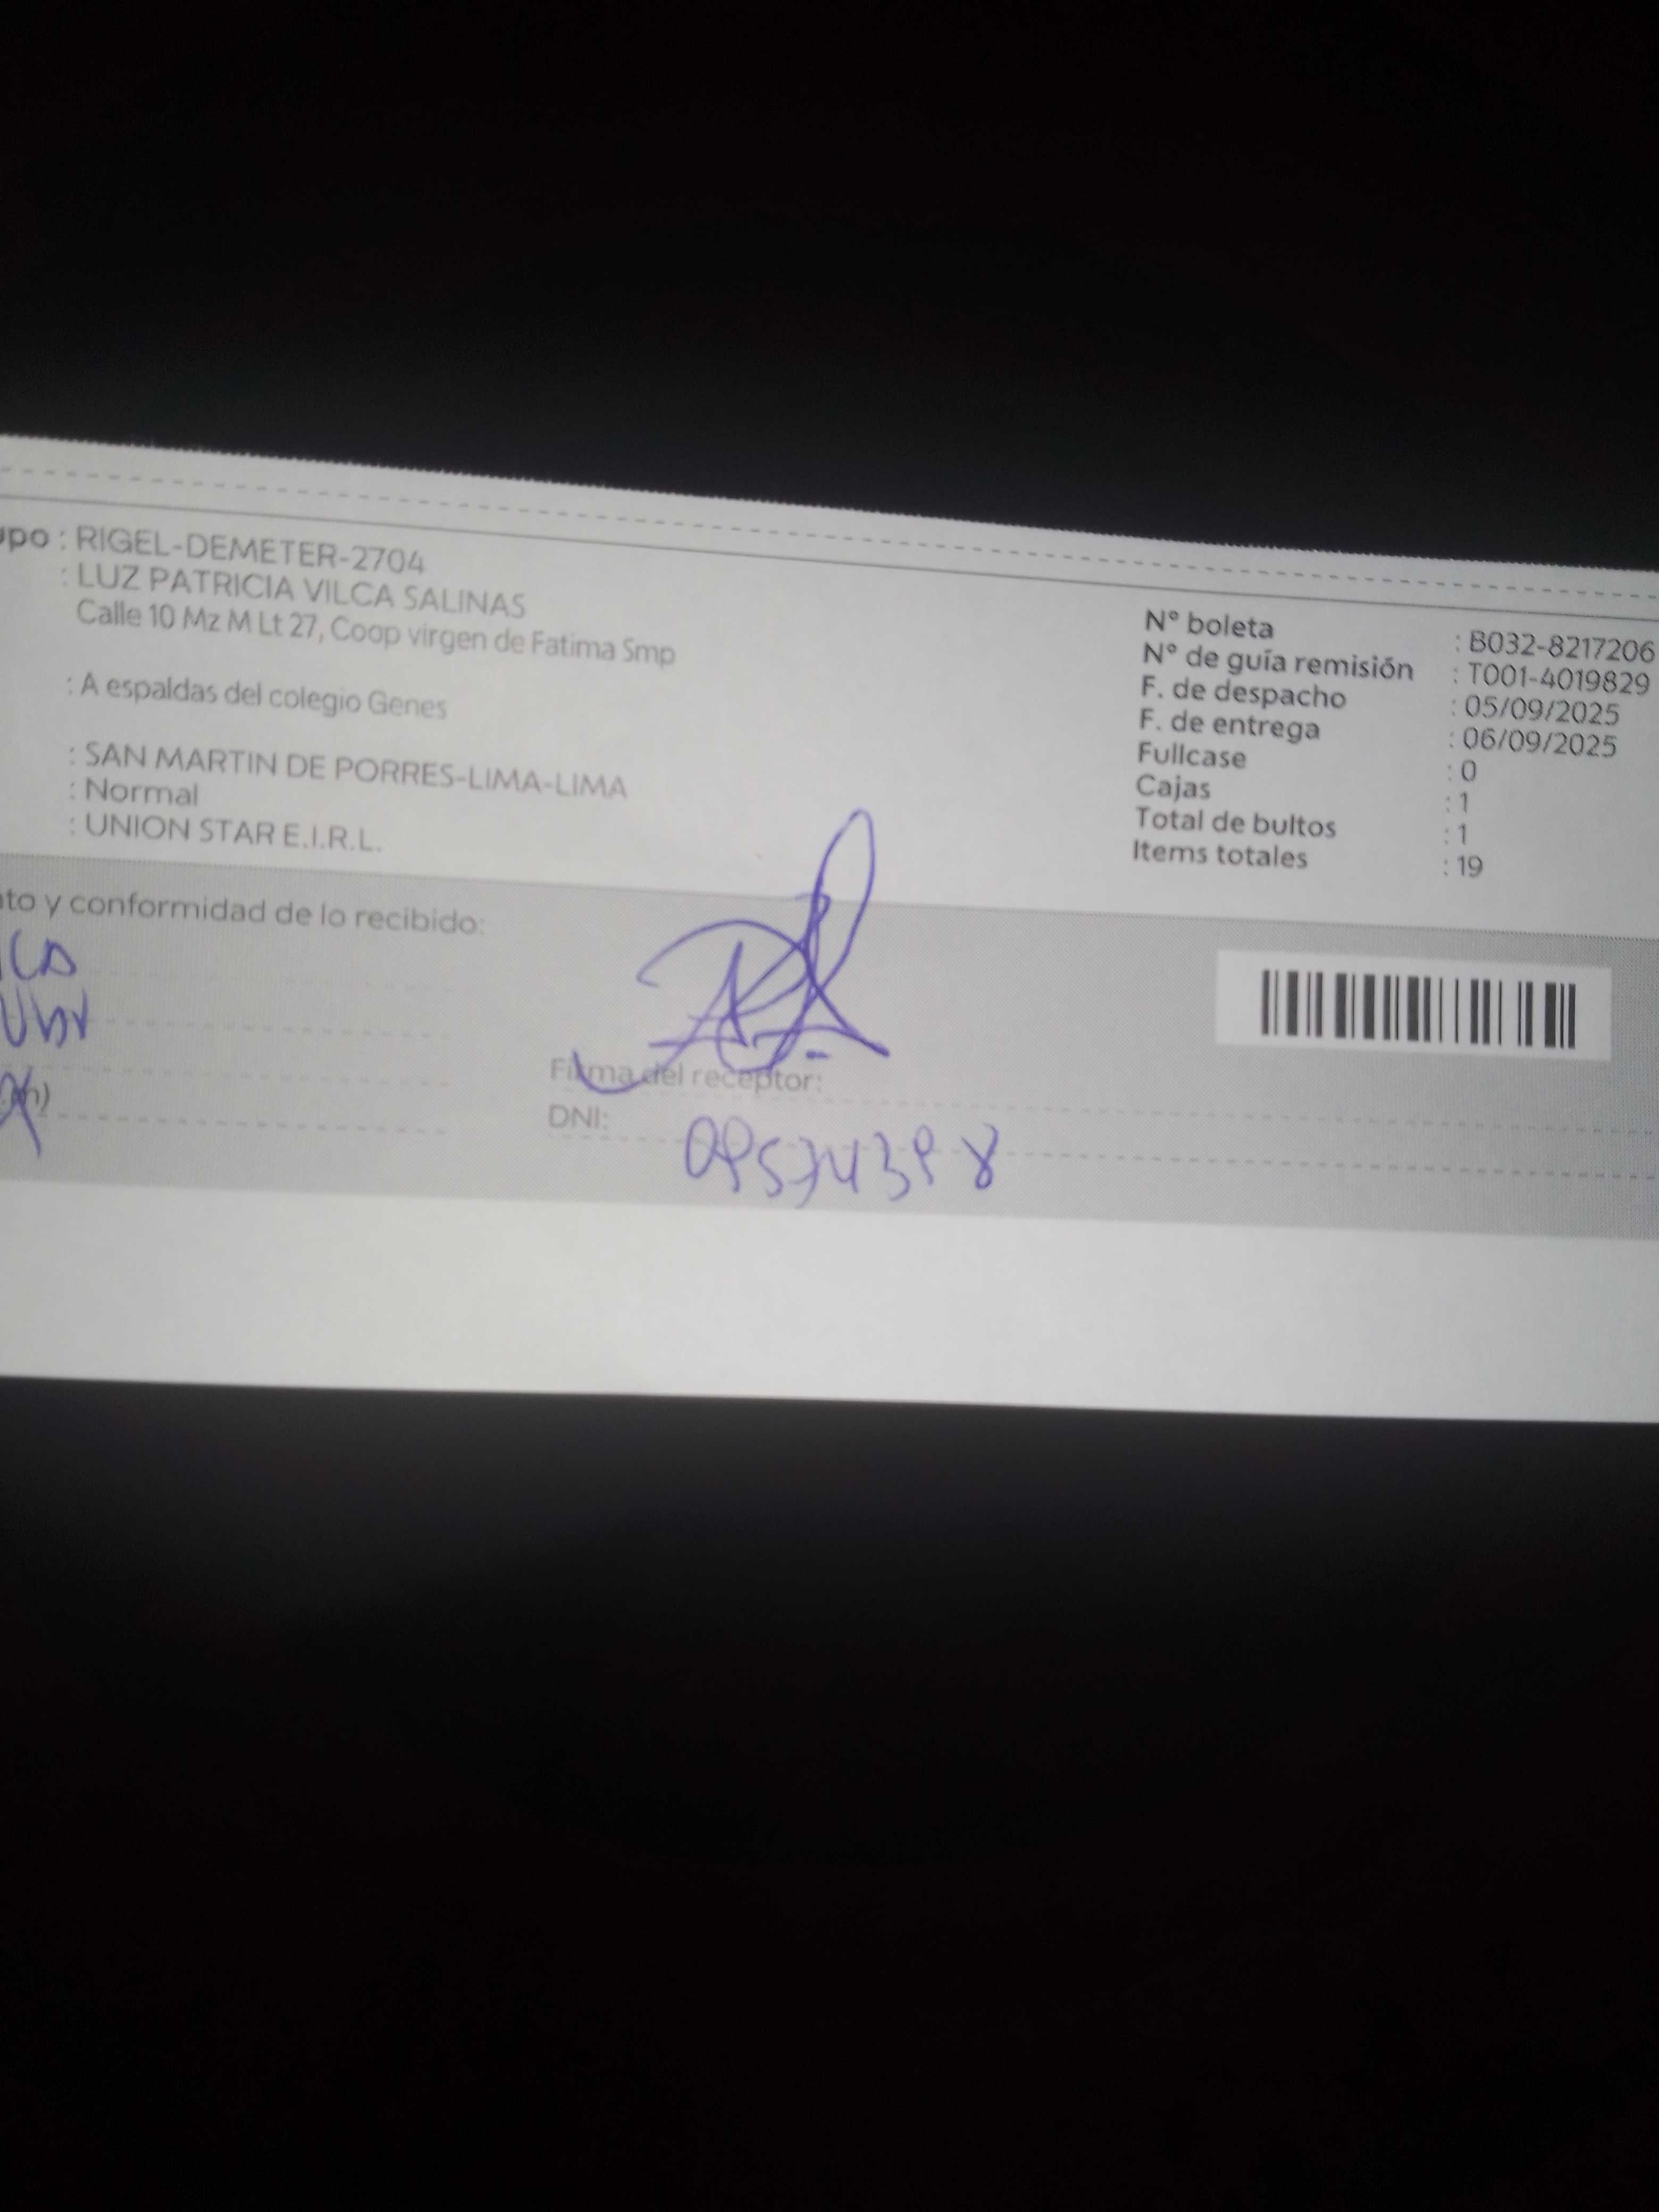 upo : RIGEL-DEMETER-2704
: LUZ PATRICIA VILCA SALINAS
Calle 10 Mz M Lt 27, Coop virgen de Fatima Smp
: A espaldas del colegio Genes
: SAN MARTIN DE PORRES-LIMA-LIMA
: Normal
: UNION STAR E.I.R.L.
N° boleta : B032-8217206
N° de guía remisión : T001-4019829
F. de despacho : 05/09/2025
F. de entrega : 06/09/2025
Fullcase : 0
Cajas : 1
Total de bultos : 1
Items totales : 19
nto y conformidad de lo recibido:
Firma del receptor:
DNI: